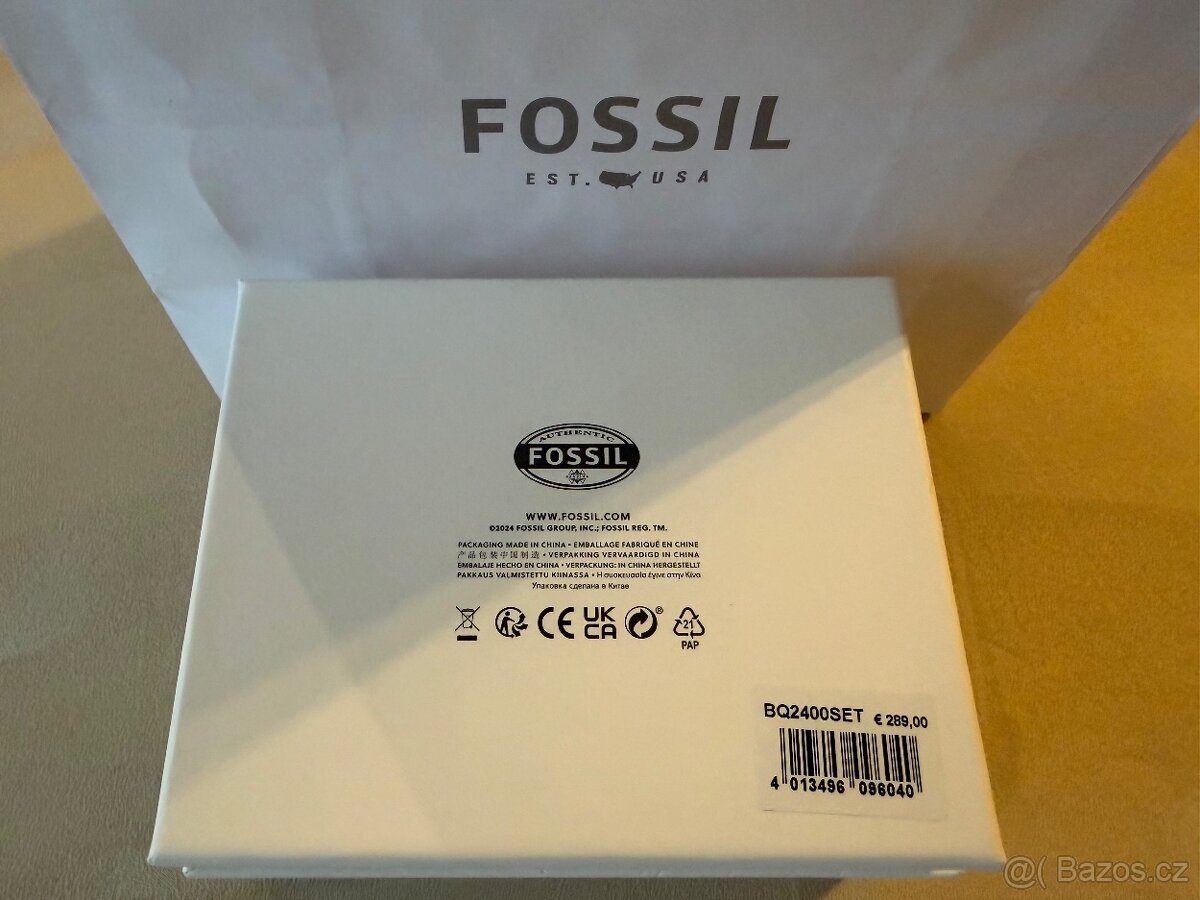 FOSSIL
EST. USA
AUTHENTIC
FOSSIL
WWW.FOSSIL.COM
©2024 FOSSIL GROUP, INC.; FOSSIL REG. TM.
PACKAGING MADE IN CHINA • EMBALLAGE FABRIQUÉ EN CHINE
产品包装中国制造 • VERPAKKING VERVAARDIGD IN CHINA
EMBALAJE HECHO EN CHINA • VERPACKUNG: IN CHINA HERGESTELLT
PAKKAUS VALMISTETTU KIINASSA • Η συσκευασία έγινε στην Κίνα
Упаковка сделана в Китае
CE UK CA ®
21
PAP
BQ2400SET € 289,00
4 013496 096040
@( Bazos.cz